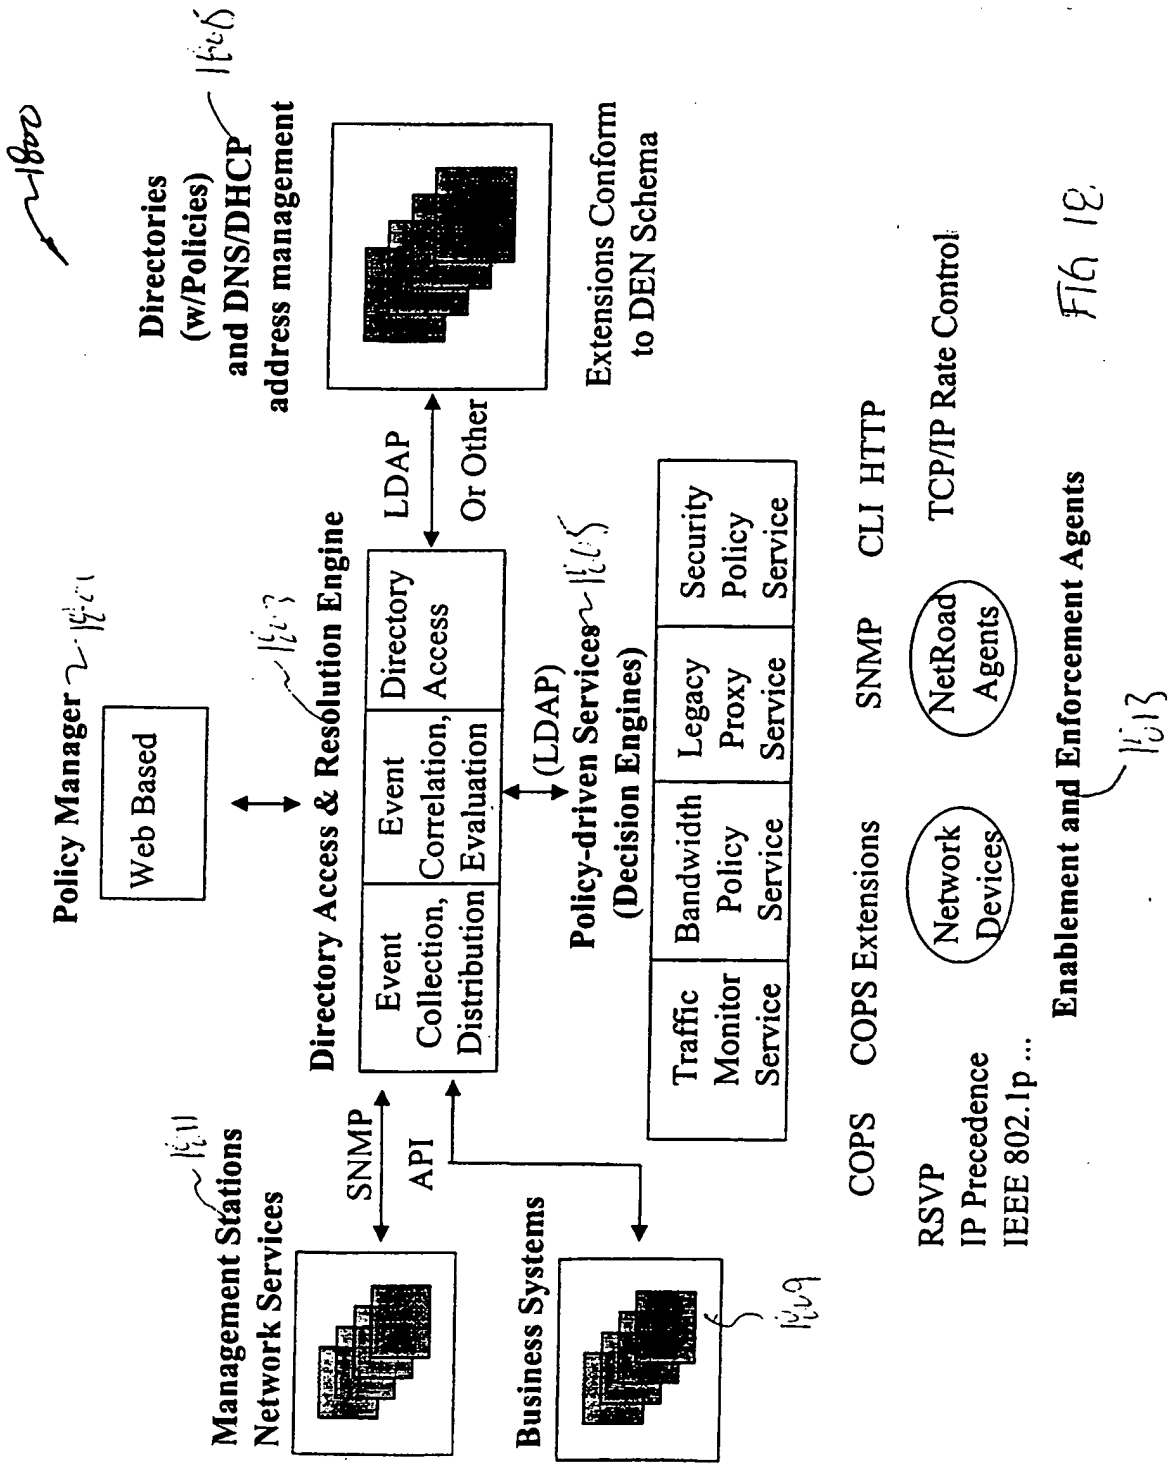 1800
Policy Manager
Web Based
Management Stations
Network Services
SNMP
API
Business Systems
Directory Access & Resolution Engine
Event
Collection,
Distribution
Event
Correlation,
Evaluation
Directory
Access
LDAP
Or Other
Directories
(w/Policies)
and DNS/DHCP
address management
Extensions Conform
to DEN Schema
(LDAP)
Policy-driven Services
(Decision Engines)
Traffic
Monitor
Service
Bandwidth
Policy
Service
Legacy
Proxy
Service
Security
Policy
Service
COPS COPS Extensions SNMP CLI HTTP
RSVP
IP Precedence
IEEE 802.1p ...
Network
Devices
NetRoad
Agents
TCP/IP Rate Control
Enablement and Enforcement Agents
1813
FIG 18